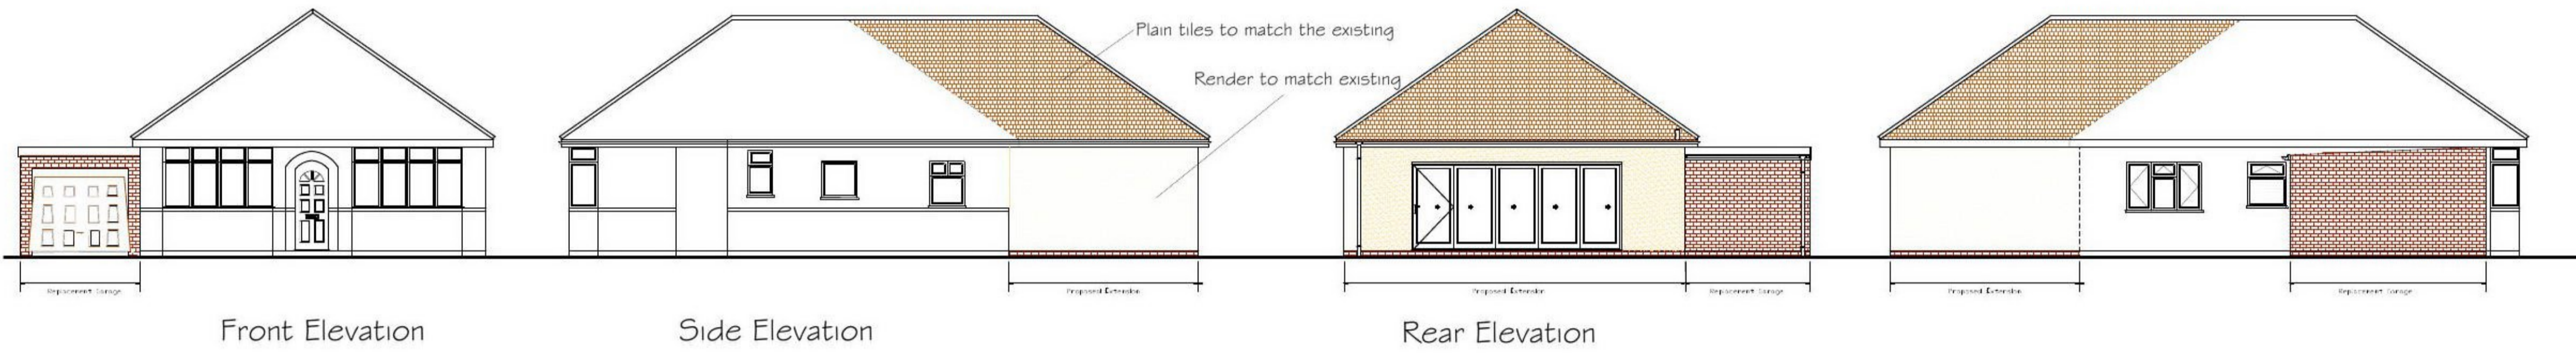 Plain tiles to match the existing
Render to match existing
Replacement Garage
Proposed Extension
Proposed Extension
Replacement Garage
Proposed Extension
Replacement Garage
Front Elevation
Side Elevation
Rear Elevation